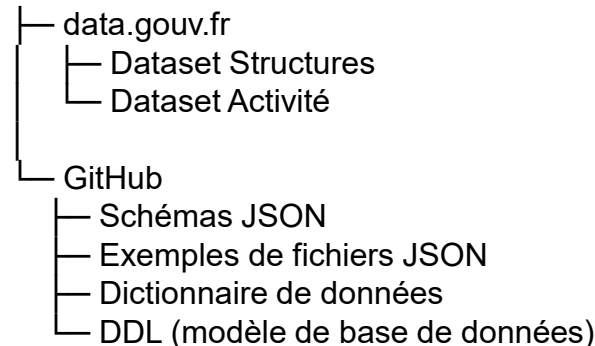 ├─ data.gouv.fr
│   ├─ Dataset Structures
│   └─ Dataset Activité
│
└─ GitHub
    ├─ Schémas JSON
    ├─ Exemples de fichiers JSON
    ├─ Dictionnaire de données
    └─ DDL (modèle de base de données)